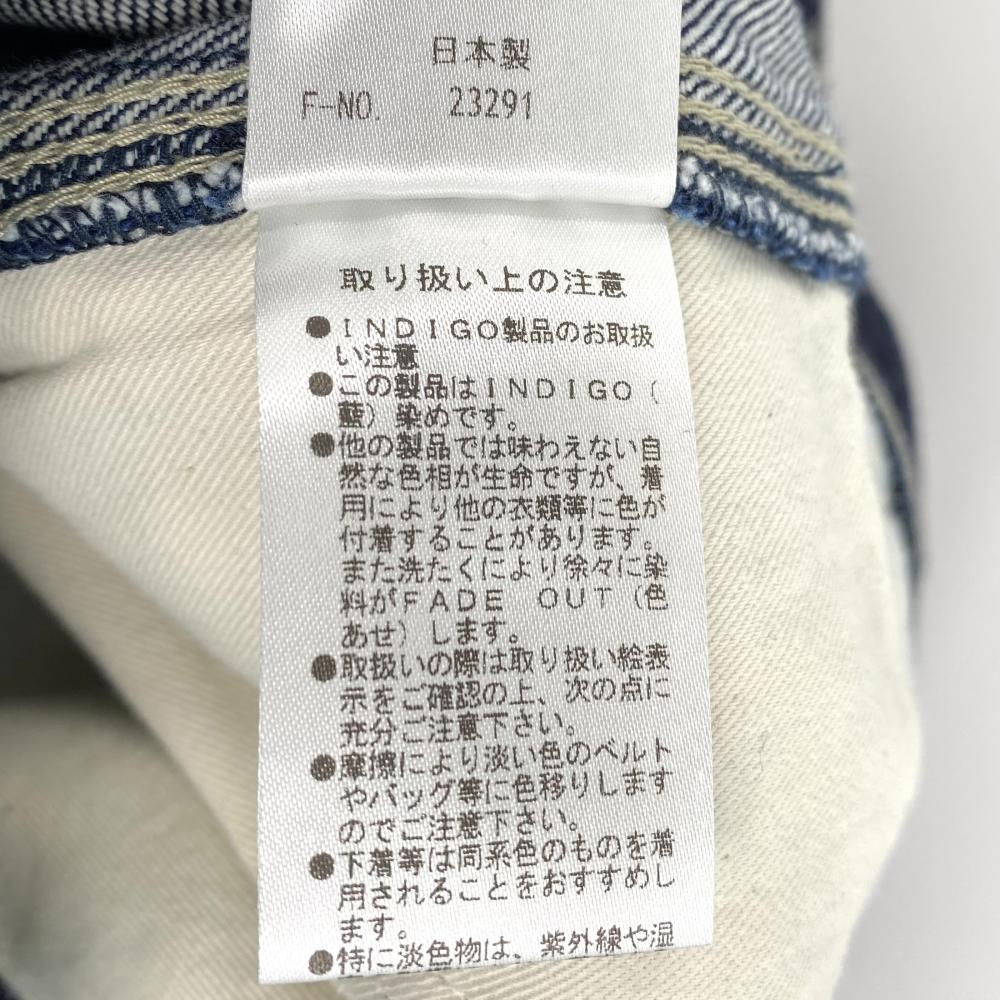 日本製
F-NO. 23291
取り扱い上の注意
●INDIGO製品のお取扱
い注意
●この製品はINDIGO(
藍)染めです。
●他の製品では味わえない自
然な色相が生命ですが、着
用により他の衣類等に色が
付着することがあります。
また洗たくにより徐々に染
料がFADE OUT(色
あせ)します。
●取扱いの際は取り扱い絵表
示をご確認の上、次の点に
充分ご注意下さい。
●摩擦により淡い色のベルト
やバッグ等に色移りします
のでご注意下さい。
●下着等は同系色のものを着
用されることをおすすめし
ます。
●特に淡色物は、紫外線や湿